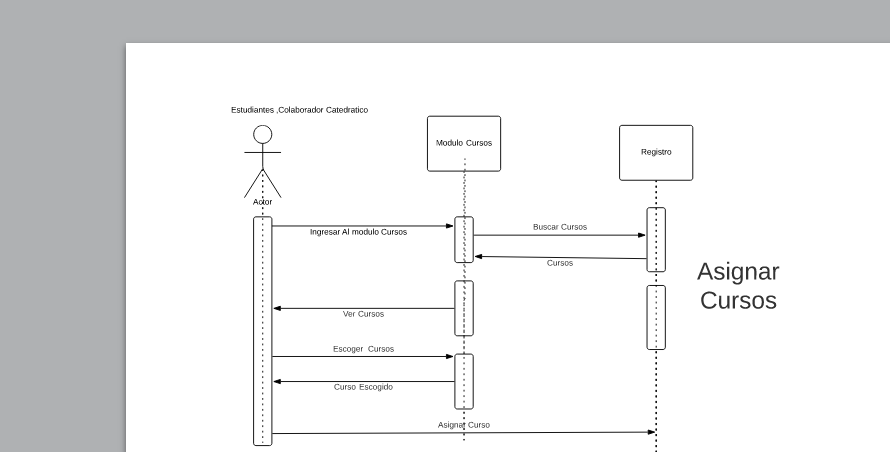 Estudiantes ,Colaborador Catedratico
Modulo Cursos
Registro
Actor
Ingresar Al modulo Cursos
Buscar Cursos
Cursos
Asignar
Cursos
Ver Cursos
Escoger Cursos
Curso Escogido
Asignar Curso